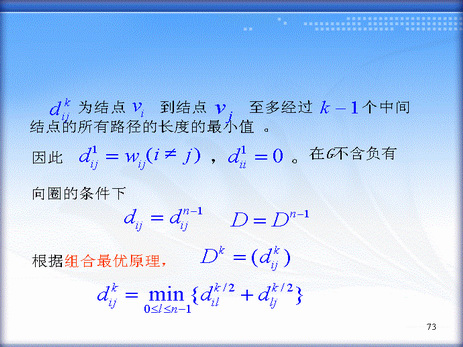 d_{ij}^{k} 为结点 v_i 到结点 v_j 至多经过 k − 1 个中间
结点的所有路径的长度的最小值 。
因此 d_{ij}^{1} = w_{ij}(i ≠ j) ， d_{ii}^{1} = 0 。在G不含负有
向圈的条件下
d_{ij} = d_{ij}^{n−1} D = D^{n−1}
根据组合最优原理， D^{k} = (d_{ij}^{k})
d_{ij}^{k} = min_{0≤l≤n−1} {d_{il}^{k/2} + d_{lj}^{k/2}}
73